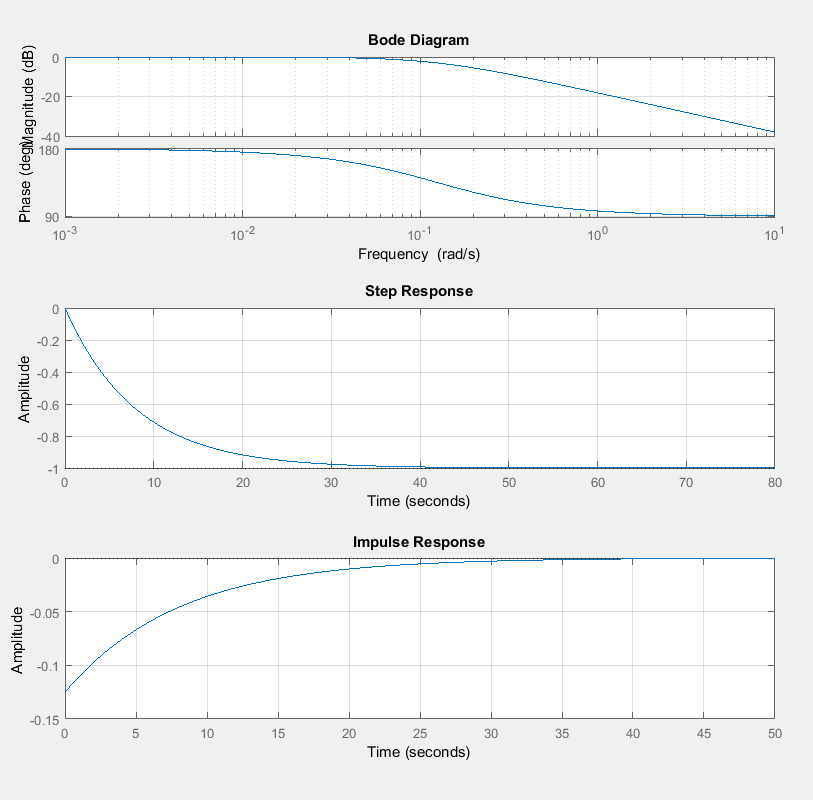 Bode Diagram
Magnitude (dB)
0
-20
-40
Phase (deg)
180
90
10^-3
10^-2
10^-1
10^0
10^1
Frequency (rad/s)
Step Response
Amplitude
0
-0.2
-0.4
-0.6
-0.8
-1
0 10 20 30 40 50 60 70 80
Time (seconds)
Impulse Response
Amplitude
0
-0.05
-0.1
-0.15
0 5 10 15 20 25 30 35 40 45 50
Time (seconds)